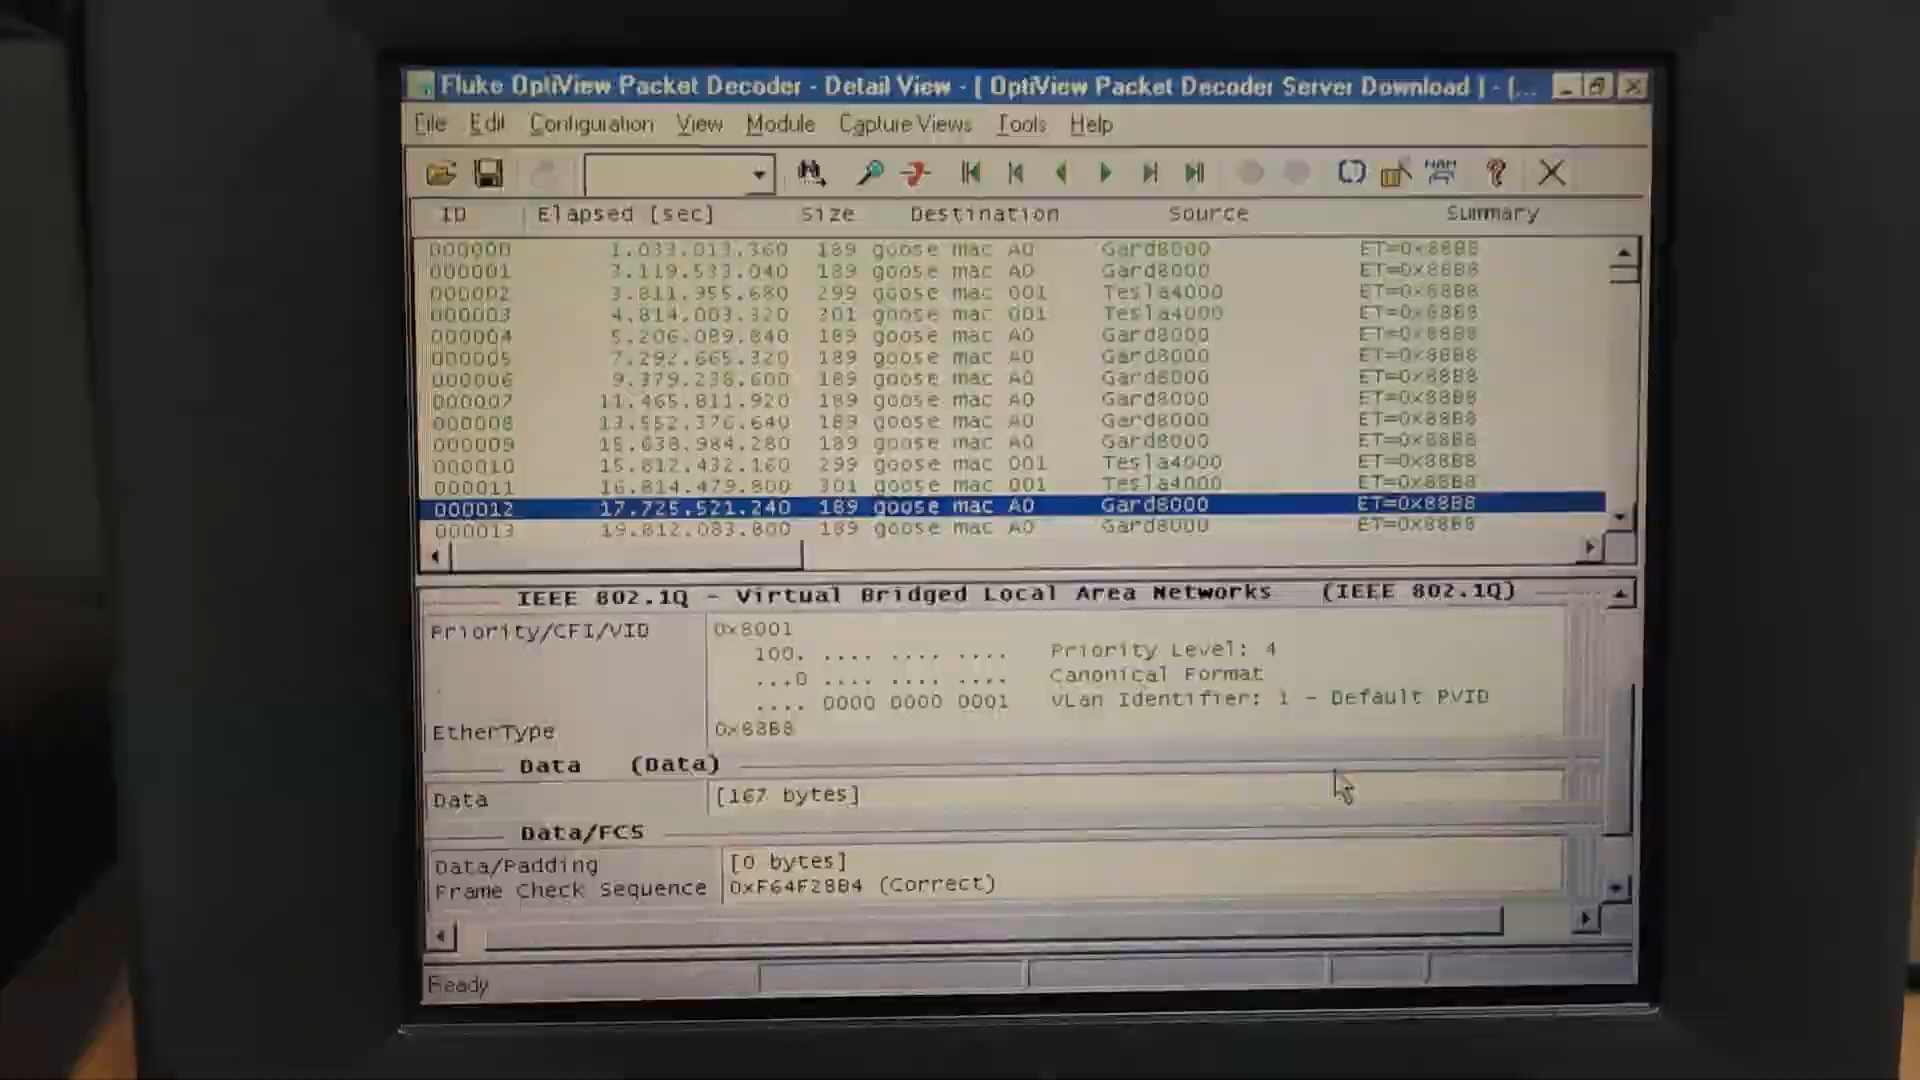 Fluke OptiView Packet Decoder - Detail View - [ OptiView Packet Decoder Server Download ] - [...
File Edit Configuration View Module Capture Views Tools Help
NAM
ID Elapsed [sec] Size Destination Source Summary
000000 1.033.013.360 189 goose mac A0 Gard8000 ET=0x88B8
000001 3.119.533.040 189 goose mac A0 Gard8000 ET=0x88B8
000002 3.811.955.680 299 goose mac 001 Tesla4000 ET=0x88B8
000003 4.814.003.320 301 goose mac 001 Tesla4000 ET=0x88B8
000004 5.206.089.840 189 goose mac A0 Gard8000 ET=0x88B8
000005 7.292.665.320 189 goose mac A0 Gard8000 ET=0x88B8
000006 9.379.238.600 189 goose mac A0 Gard8000 ET=0x88B8
000007 11.465.811.920 189 goose mac A0 Gard8000 ET=0x88B8
000008 13.552.376.640 189 goose mac A0 Gard8000 ET=0x88B8
000009 15.638.984.280 189 goose mac A0 Gard8000 ET=0x88B8
000010 15.812.432.160 299 goose mac 001 Tesla4000 ET=0x88B8
000011 16.814.479.800 301 goose mac 001 Tesla4000 ET=0x88B8
000012 17.725.521.240 189 goose mac A0 Gard8000 ET=0x88B8
000013 19.812.083.800 189 goose mac A0 Gard8000 ET=0x88B8
IEEE 802.1Q - Virtual Bridged Local Area Networks (IEEE 802.1Q)
Priority/CFI/VID 0x8001
100. .... .... .... Priority Level: 4
...0 .... .... .... Canonical Format
.... 0000 0000 0001 vLan Identifier: 1 - Default PVID
EtherType 0x88B8
Data (Data)
Data [167 bytes]
Data/FCS
Data/Padding [0 bytes]
Frame Check Sequence 0xF64F28B4 (Correct)
Ready